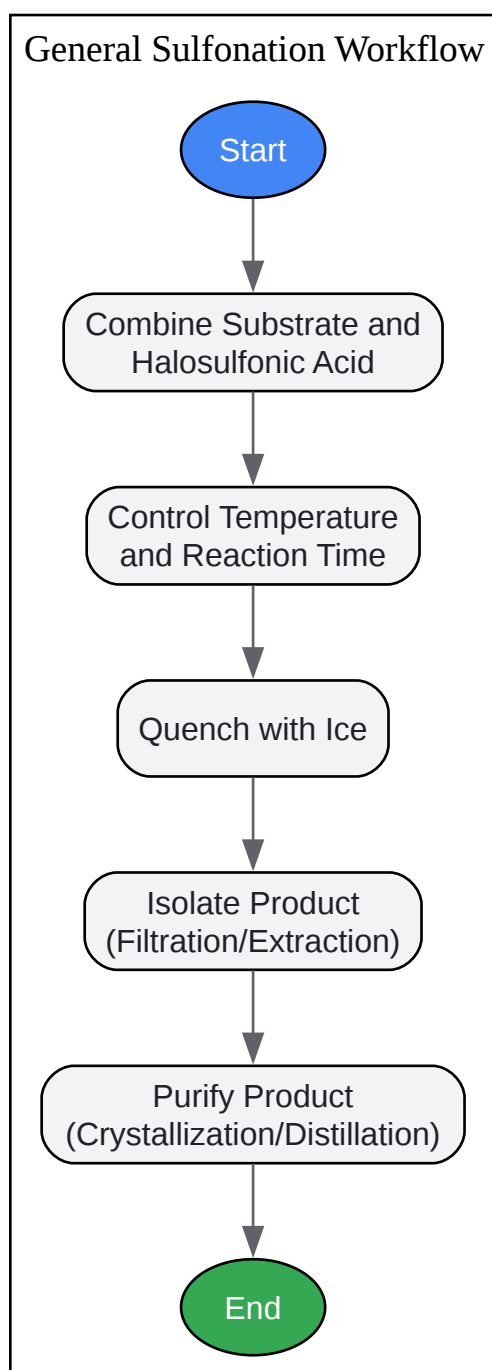 General Sulfonation Workflow
Start
Combine Substrate and
Halosulfonic Acid
Control Temperature
and Reaction Time
Quench with Ice
Isolate Product
(Filtration/Extraction)
Purify Product
(Crystallization/Distillation)
End